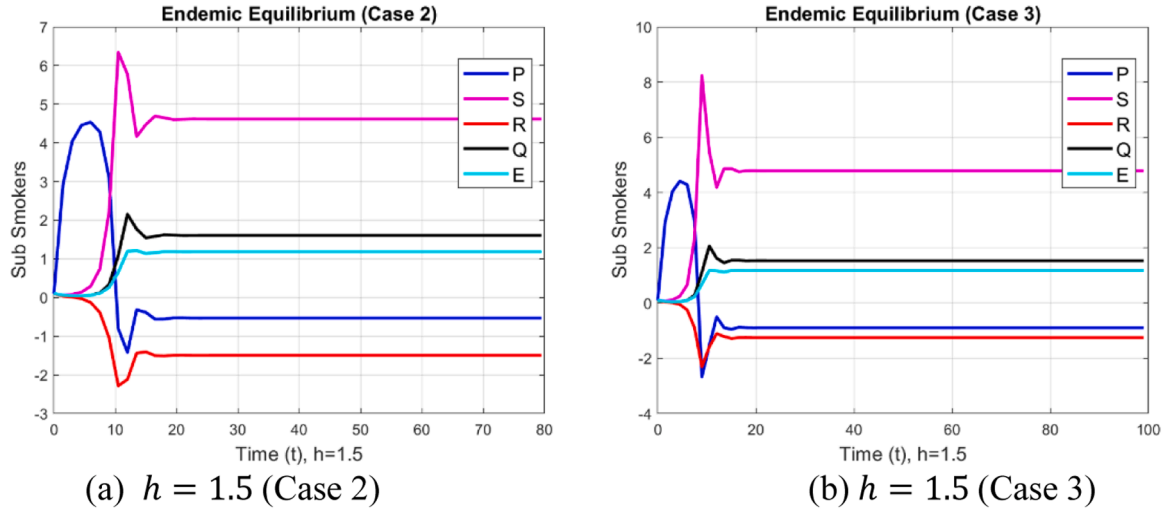 Endemic Equilibrium (Case 2)
7
6
5
4
3
2
1
0
-1
-2
-3
Sub Smokers
0 10 20 30 40 50 60 70 80
Time (t), h=1.5
P
S
R
Q
E
(a) h = 1.5 (Case 2)
Endemic Equilibrium (Case 3)
10
8
6
4
2
0
-2
-4
Sub Smokers
0 20 40 60 80 100
Time (t), h=1.5
P
S
R
Q
E
(b) h = 1.5 (Case 3)